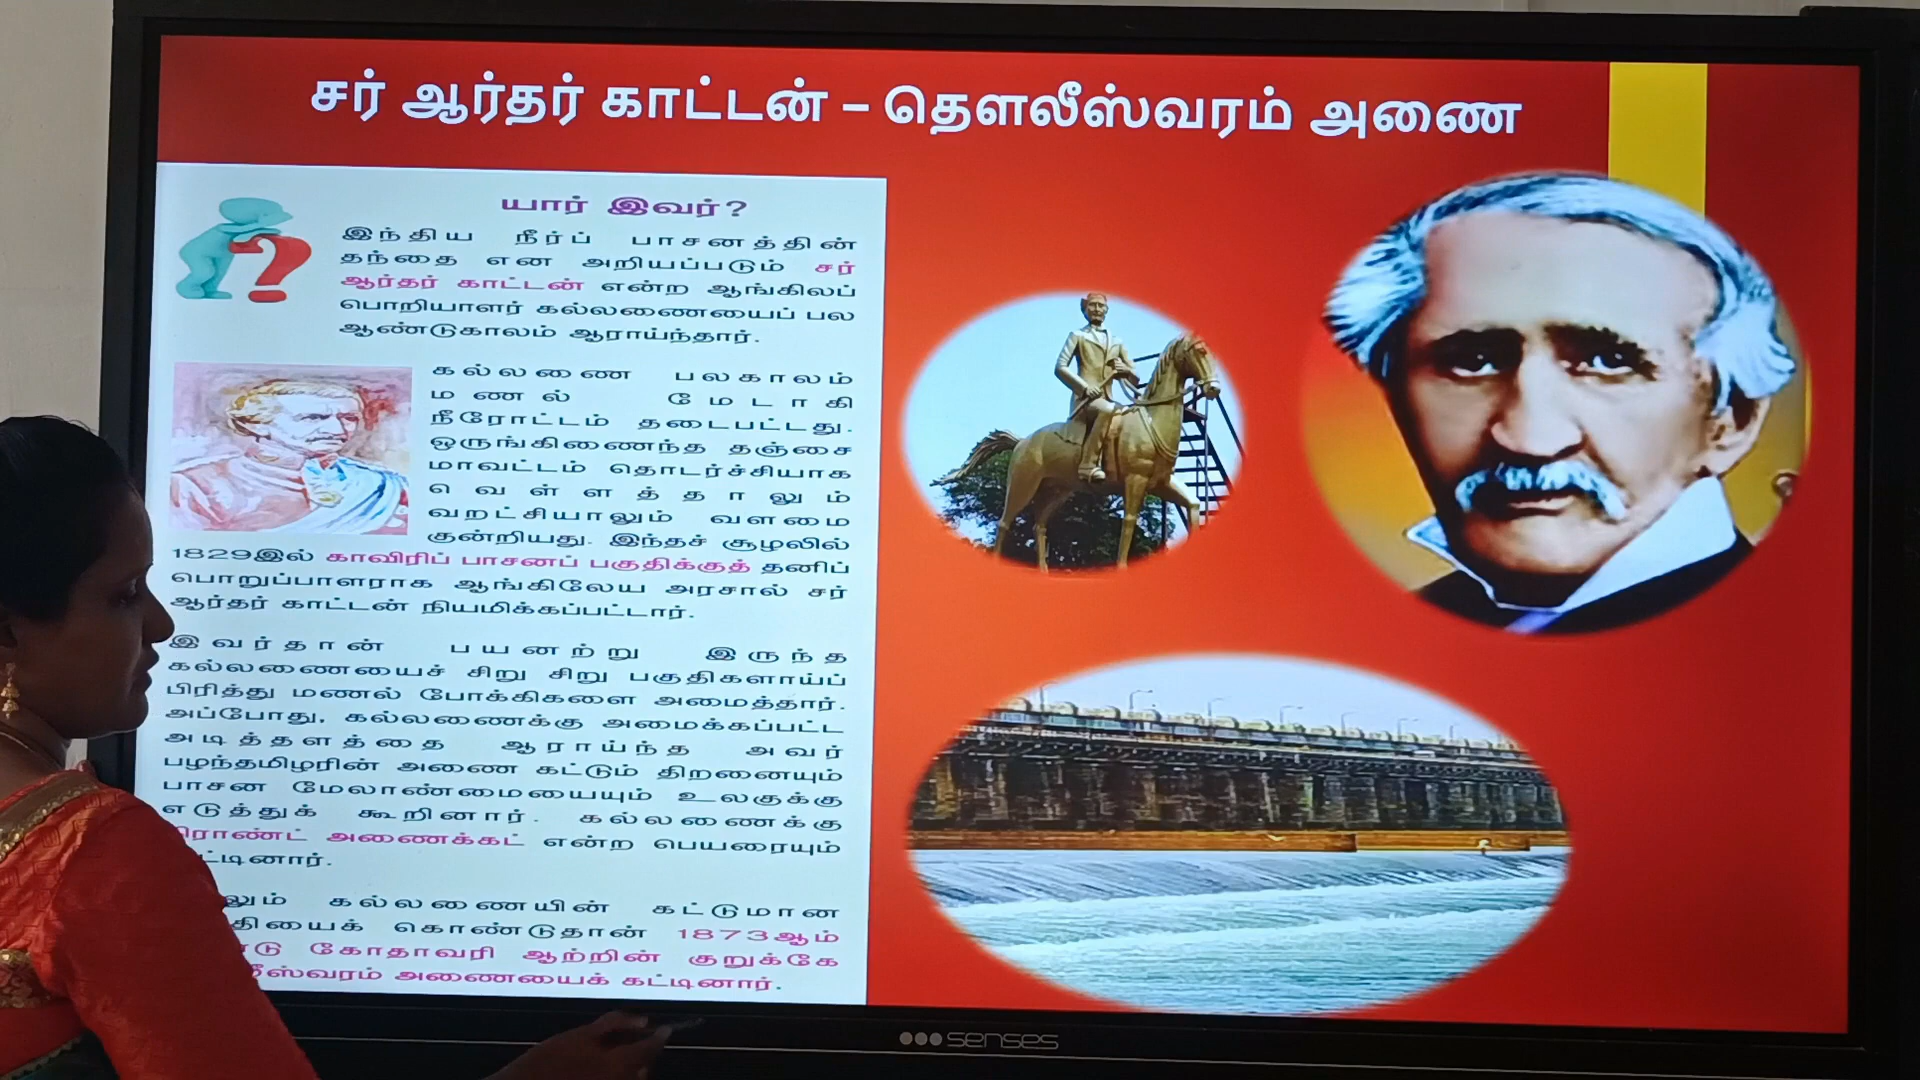 சர் ஆர்தர் காட்டன் – தௌலீஸ்வரம் அணை
யார் இவர்?
இந்திய நீர்ப் பாசனத்தின்
தந்தை என அறியப்படும் சர்
ஆர்தர் காட்டன் என்ற ஆங்கிலப்
பொறியாளர் கல்லணையைப் பல
ஆண்டுகாலம் ஆராய்ந்தார்.
கல்லணை பலகாலம்
மணல் மேடாகி
நீரோட்டம் தடைபட்டது.
ஒருங்கிணைந்த தஞ்சை
மாவட்டம் தொடர்ச்சியாக
வெள்ளத்தாலும்
வறட்சியாலும் வளமை
குன்றியது. இந்தச் சூழலில்
1829இல் காவிரிப் பாசனப் பகுதிக்குத் தனிப்
பொறுப்பாளராக ஆங்கிலேய அரசால் சர்
ஆர்தர் காட்டன் நியமிக்கப்பட்டார்.
இவர்தான் பயனற்று இருந்த
கல்லணையைச் சிறு சிறு பகுதிகளாய்ப்
பிரித்து மணல் போக்கிகளை அமைத்தார்.
அப்போது, கல்லணைக்கு அமைக்கப்பட்ட
அடித்தளத்தை ஆராய்ந்த அவர்
பழந்தமிழரின் அணை கட்டும் திறனையும்
பாசன மேலாண்மையையும் உலகுக்கு
எடுத்துக் கூறினார். கல்லணைக்கு
அணைக்கட் என்ற பெயரையும்
கல்லணையின் கட்டுமான
கொண்டுதான் 1873ஆம்
கோதாவரி ஆற்றின் குறுக்கே
அணையைக் கட்டினார்.
senses